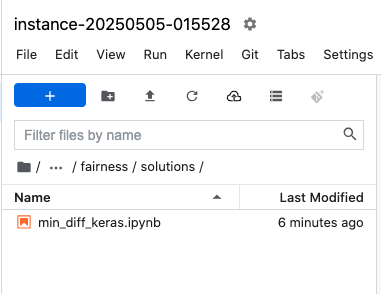 instance-20250505-015528
File Edit View Run Kernel Git Tabs Settings
+
Filter files by name
/ ··· / fairness / solutions /
Name Last Modified
min_diff_keras.ipynb 6 minutes ago